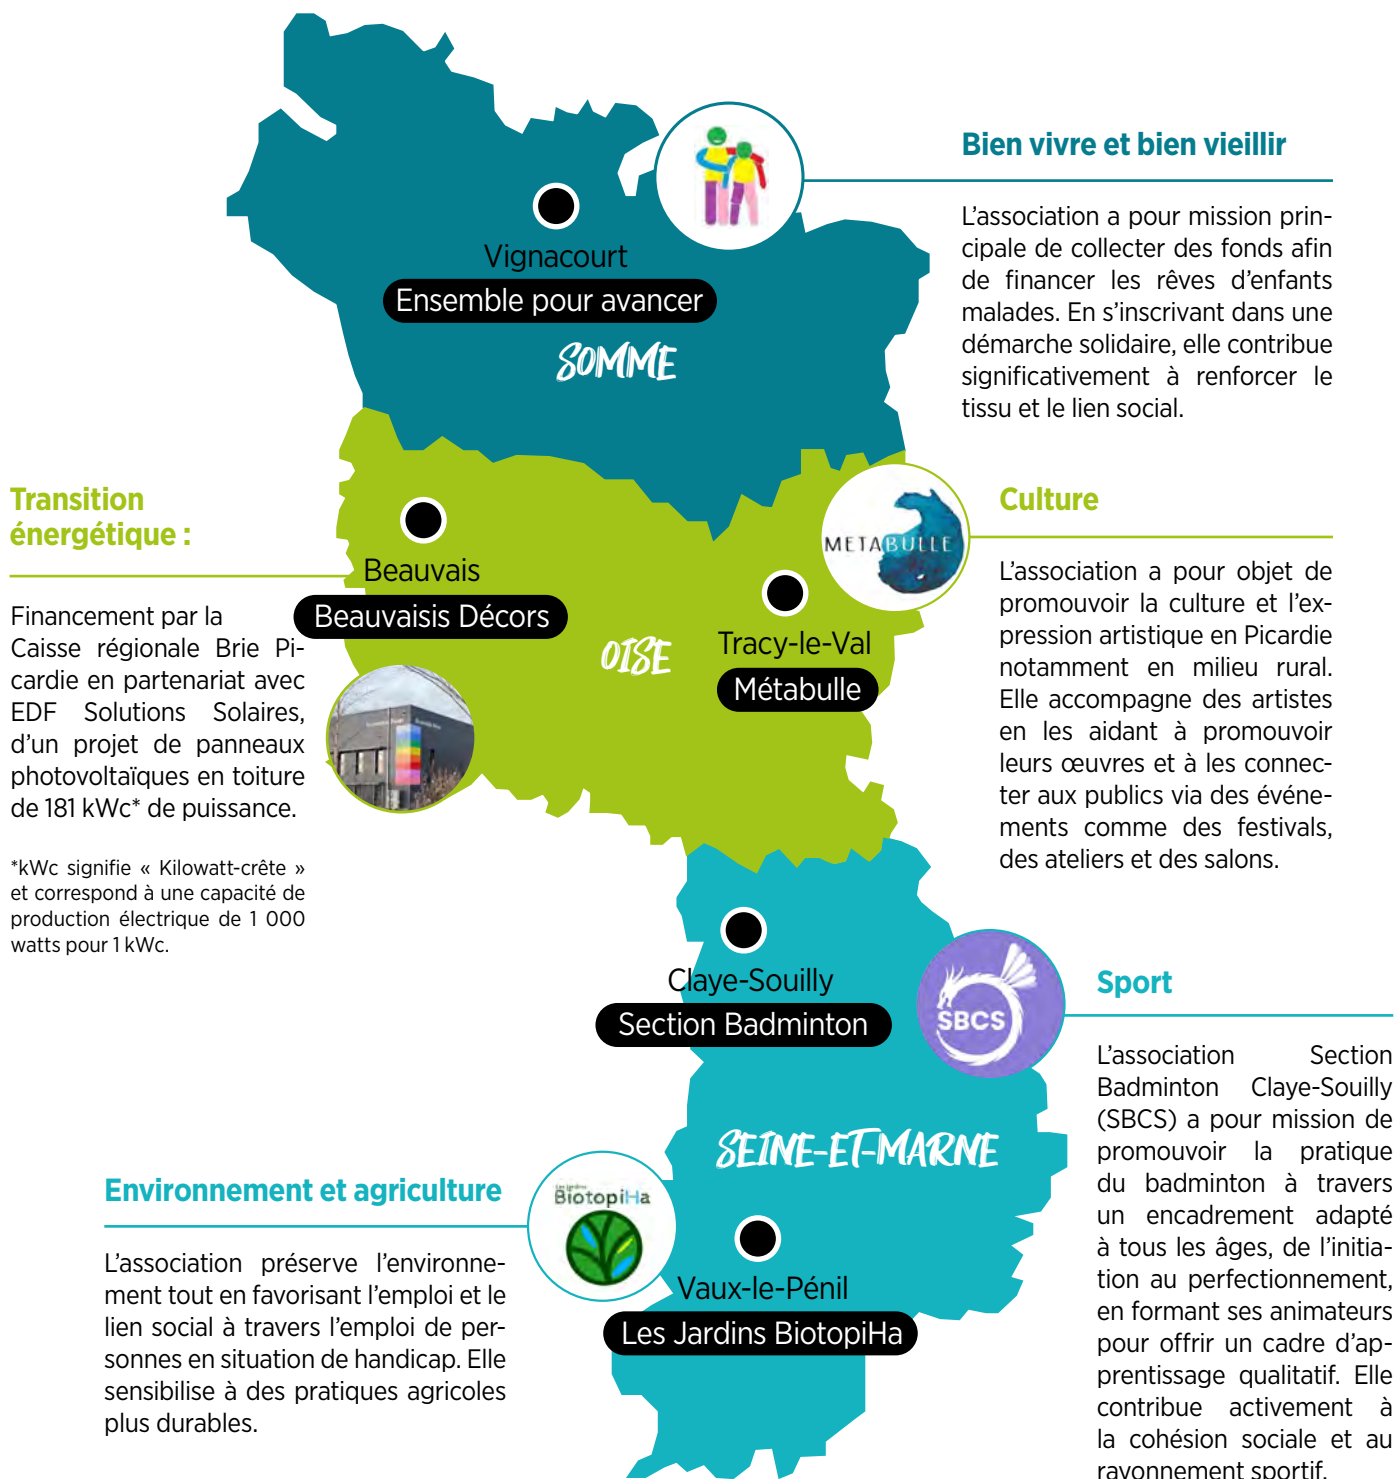 Bien vivre et bien vieillir
L'association a pour mission prin-
cipale de collecter des fonds afin
de financer les rêves d'enfants
malades. En s'inscrivant dans une
démarche solidaire, elle contribue
significativement à renforcer le
tissu et le lien social.
Vignacourt
Ensemble pour avancer
SOMME
Transition
énergétique :
Financement par la
Caisse régionale Brie Pi-
cardie en partenariat avec
EDF Solutions Solaires,
d'un projet de panneaux
photovoltaïques en toiture
de 181 kWc* de puissance.
*kWc signifie « Kilowatt-crête »
et correspond à une capacité de
production électrique de 1 000
watts pour 1 kWc.
Beauvais
Beauvaisis Décors
OISE
Tracy-le-Val
Métabulle
METABULLE
Culture
L'association a pour objet de
promouvoir la culture et l'ex-
pression artistique en Picardie
notamment en milieu rural.
Elle accompagne des artistes
en les aidant à promouvoir
leurs œuvres et à les connec-
ter aux publics via des événe-
ments comme des festivals,
des ateliers et des salons.
Claye-Souilly
Section Badminton
SBCS
Sport
L'association Section
Badminton Claye-Souilly
(SBCS) a pour mission de
promouvoir la pratique
du badminton à travers
un encadrement adapté
à tous les âges, de l'initia-
tion au perfectionnement,
en formant ses animateurs
pour offrir un cadre d'ap-
prentissage qualitatif. Elle
contribue activement à
la cohésion sociale et au
rayonnement sportif.
SEINE-ET-MARNE
Environnement et agriculture
L'association préserve l'environne-
ment tout en favorisant l'emploi et le
lien social à travers l'emploi de per-
sonnes en situation de handicap. Elle
sensibilise à des pratiques agricoles
plus durables.
Les Jardins
BiotopiHa
Vaux-le-Pénil
Les Jardins BiotopiHa